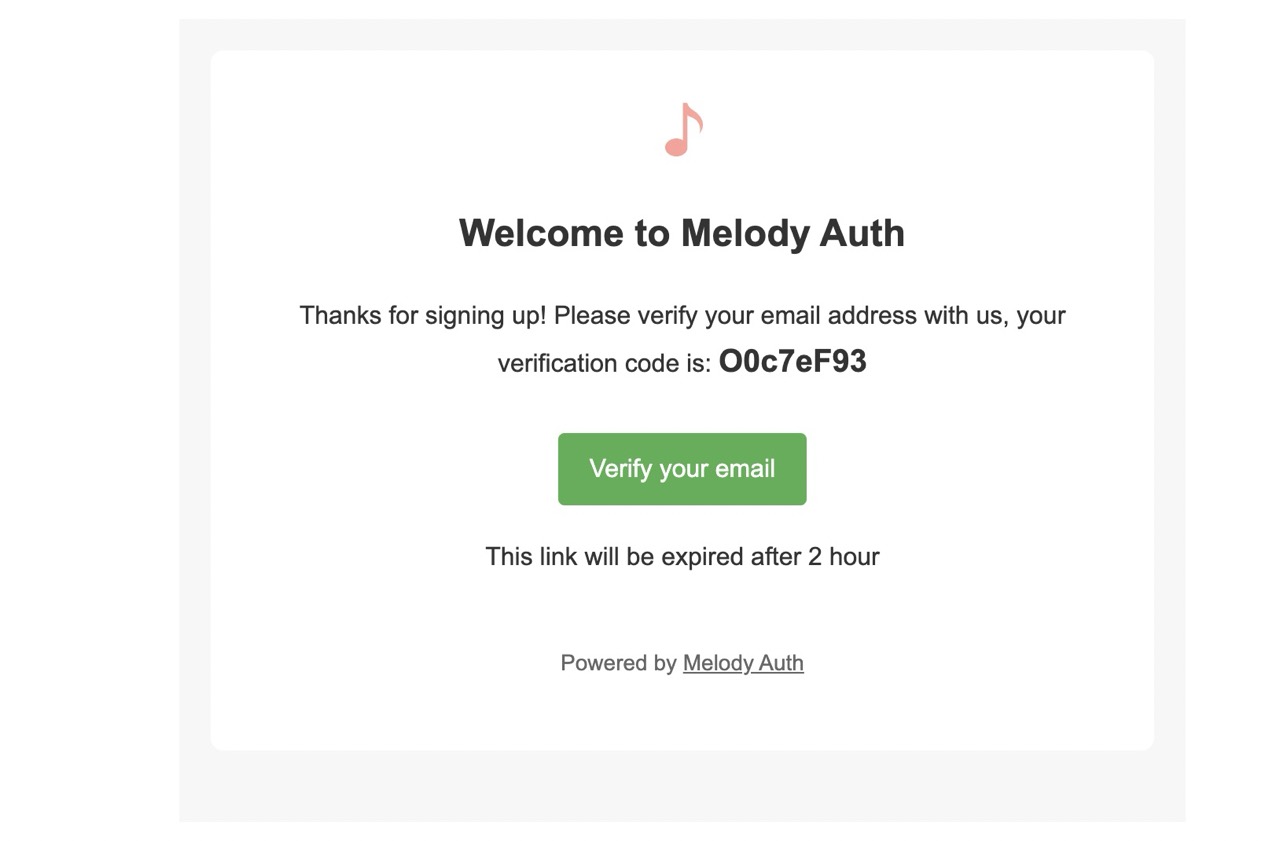 Welcome to Melody Auth
Thanks for signing up! Please verify your email address with us, your
verification code is: O0c7eF93
Verify your email
This link will be expired after 2 hour
Powered by Melody Auth